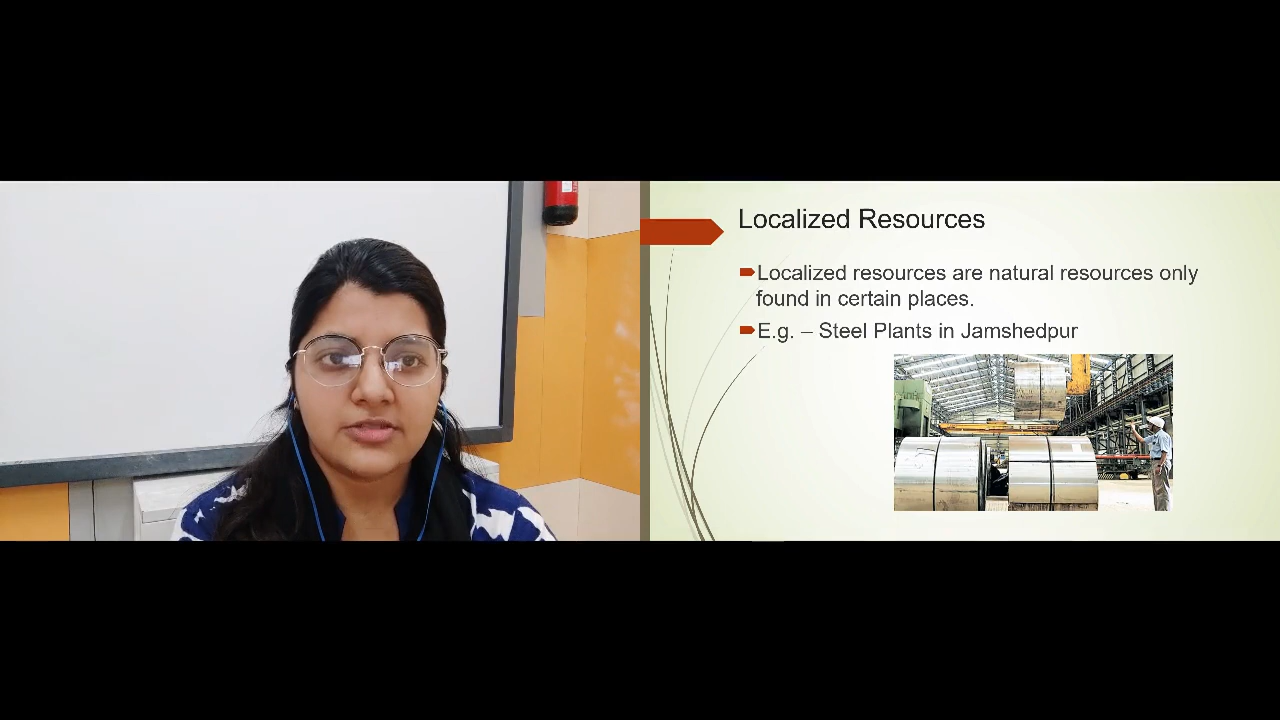 Localized Resources
Localized resources are natural resources only
found in certain places.
E.g. – Steel Plants in Jamshedpur